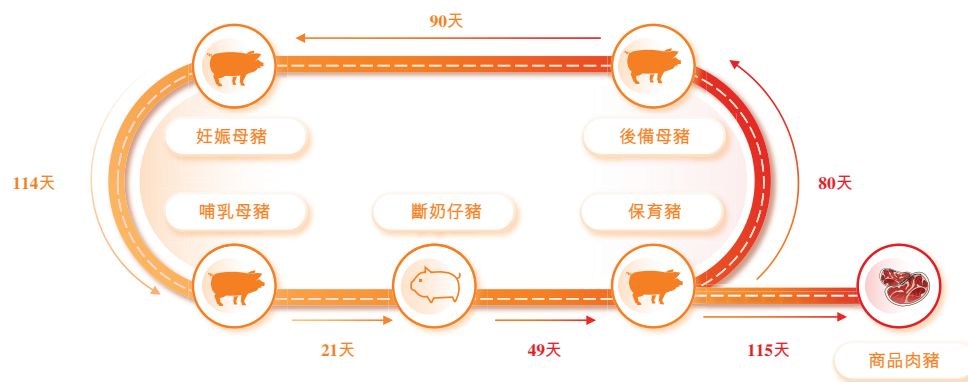 90天
妊娠母豬
後備母豬
114天
80天
哺乳母豬
斷奶仔豬
保育豬
21天
49天
115天
商品肉豬